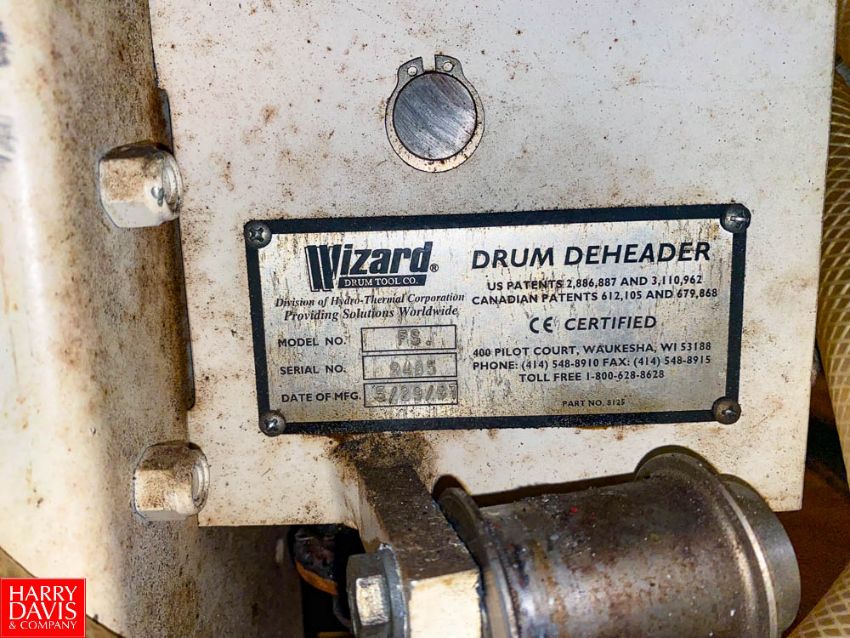 Wizard®
DRUM TOOL CO.
Division of Hydro-Thermal Corporation
Providing Solutions Worldwide
DRUM DEHEADER
US PATENTS 2,886,887 AND 3,110,962
CANADIAN PATENTS 612,105 AND 679,868
CE CERTIFIED
400 PILOT COURT, WAUKESHA, WI 53188
PHONE: (414) 548-8910 FAX: (414) 548-8915
TOLL FREE 1-800-628-8628
PART NO. 8125
MODEL NO.
SERIAL NO.
DATE OF MFG.
HARRY
DAVIS
& COMPANY